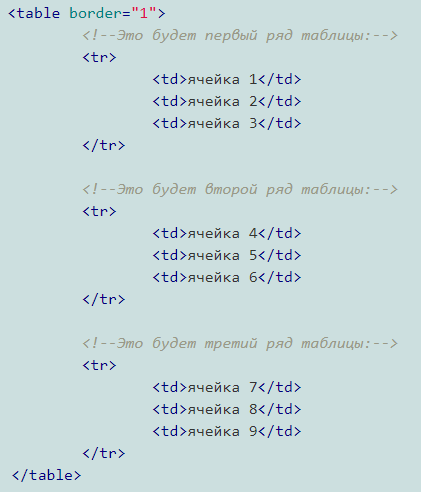 <table border="1">
<!--Это будет первый ряд таблицы:-->
<tr>
<td>ячейка 1</td>
<td>ячейка 2</td>
<td>ячейка 3</td>
</tr>
<!--Это будет второй ряд таблицы:-->
<tr>
<td>ячейка 4</td>
<td>ячейка 5</td>
<td>ячейка 6</td>
</tr>
<!--Это будет третий ряд таблицы:-->
<tr>
<td>ячейка 7</td>
<td>ячейка 8</td>
<td>ячейка 9</td>
</tr>
</table>